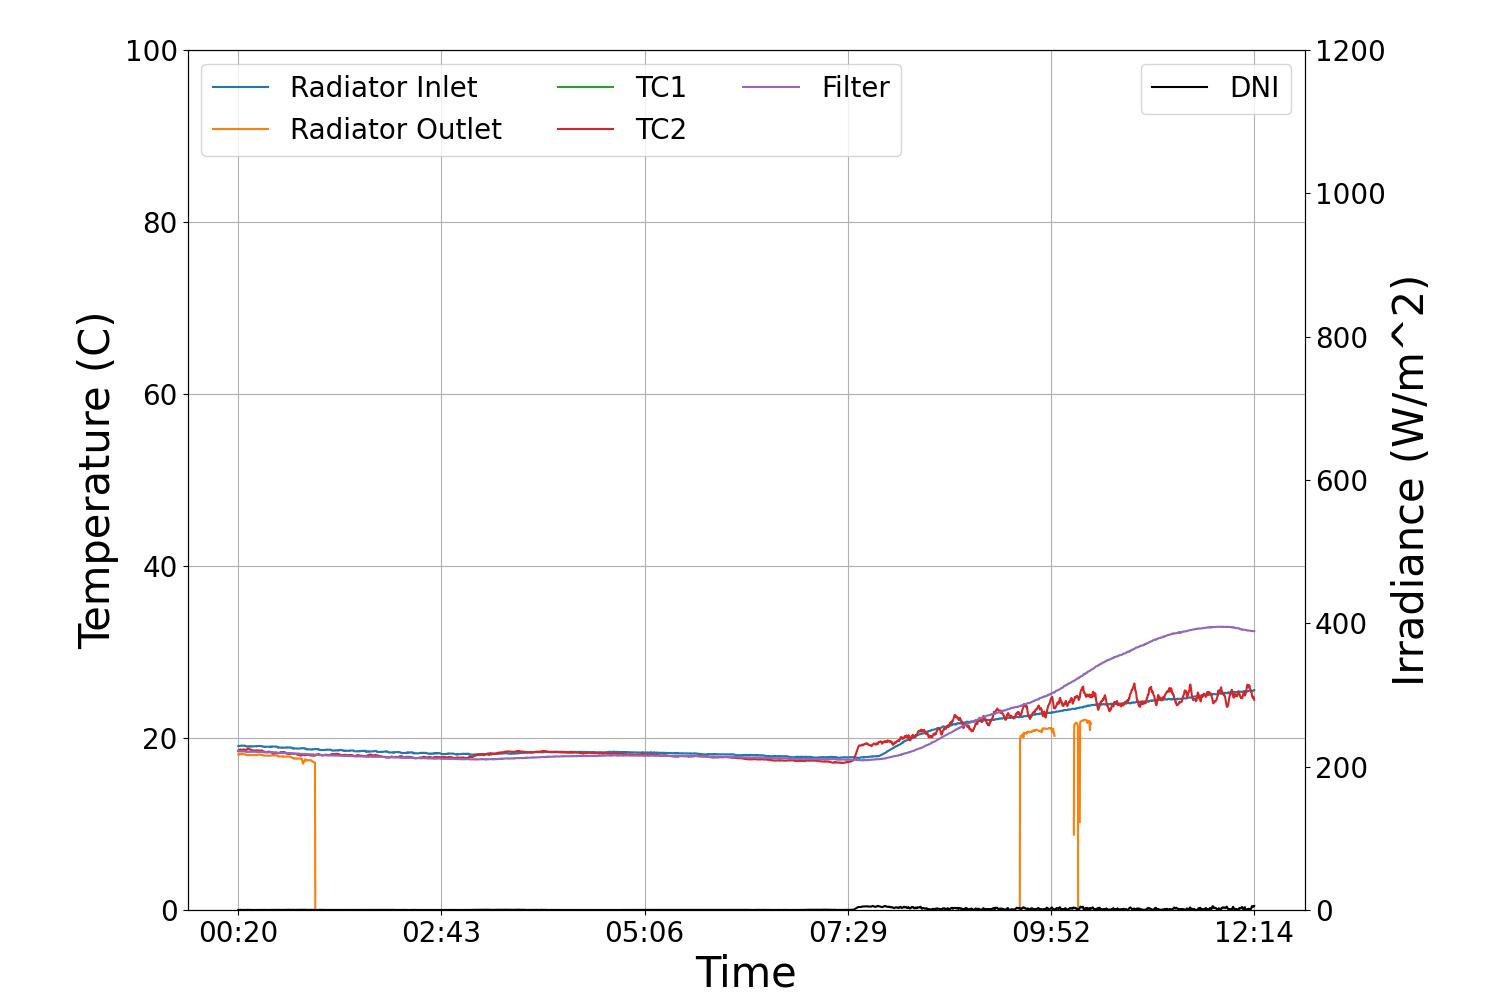 100
80
60
40
20
0
Temperature (C)
Radiator Inlet
Radiator Outlet
TC1
TC2
Filter
DNI
1200
1000
800
600
400
200
0
Irradiance (W/m^2)
00:20 02:43 05:06 07:29 09:52 12:14
Time